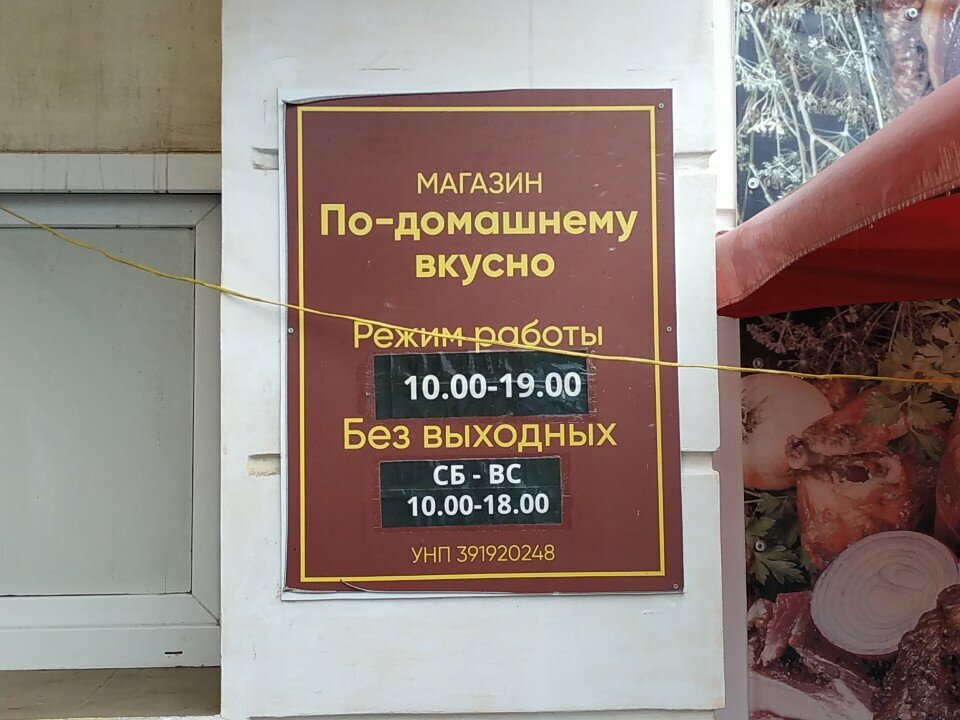 МАГАЗИН
По-домашнему
вкусно
Режим работы
10.00-19.00
Без выходных
СБ - ВС
10.00-18.00
УНП 391920248